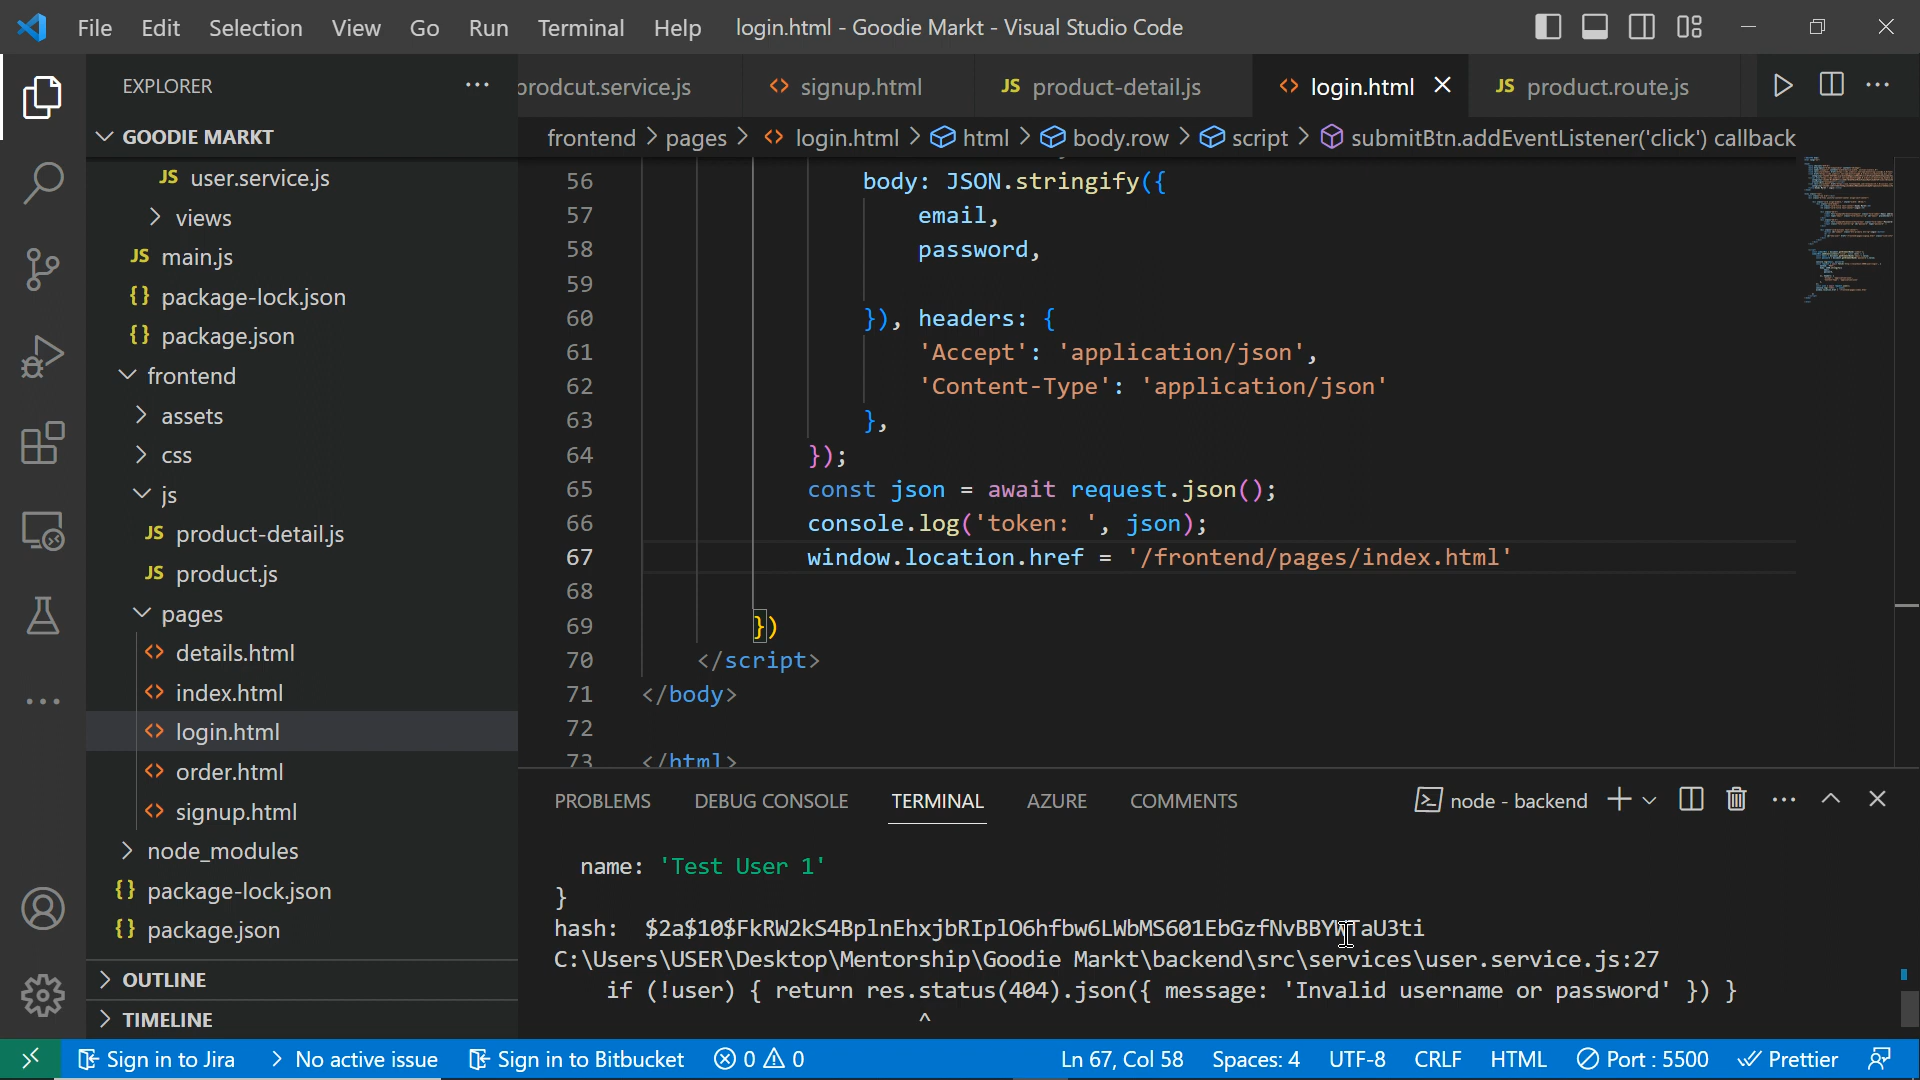 File Edit Selection View Go Run Terminal Help login.html - Goodie Markt - Visual Studio Code
EXPLORER
GOODIE MARKT
JS user.service.js
views
JS main.js
{} package-lock.json
{} package.json
frontend
assets
css
js
JS product-detail.js
JS product.js
pages
<> details.html
<> index.html
<> login.html
<> order.html
<> signup.html
node_modules
{} package-lock.json
{} package.json
OUTLINE
TIMELINE
prodcut.service.js <> signup.html JS product-detail.js <> login.html JS product.route.js
frontend > pages > <> login.html > html > body.row > script > submitBtn.addEventListener('click') callback
56 body: JSON.stringify({
57 email,
58 password,
59
60 }), headers: {
61 'Accept': 'application/json',
62 'Content-Type': 'application/json'
63 },
64 });
65 const json = await request.json();
66 console.log('token: ', json);
67 window.location.href = '/frontend/pages/index.html'
68
69 })
70 </script>
71 </body>
72
73 </html>
PROBLEMS DEBUG CONSOLE TERMINAL AZURE COMMENTS node - backend
name: 'Test User 1'
}
hash: $2a$10$FkRW2kS4BplnEhxjbRIplO6hfbw6LWbMS601EbGzfNvBBYWTaU3ti
C:\Users\USER\Desktop\Mentorship\Goodie Markt\backend\src\services\user.service.js:27
if (!user) { return res.status(404).json({ message: 'Invalid username or password' }) }
^
Sign in to Jira No active issue Sign in to Bitbucket 0 0 Ln 67, Col 58 Spaces: 4 UTF-8 CRLF HTML Port : 5500 Prettier